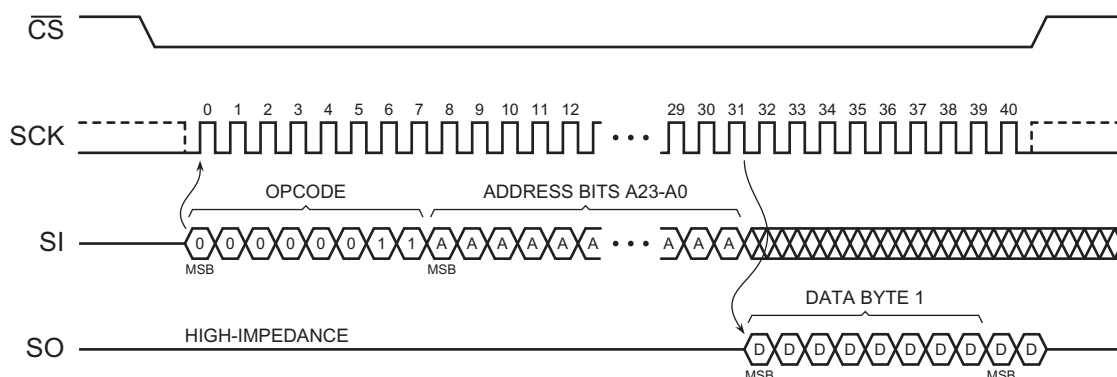 CS
0 1 2 3 4 5 6 7 8 9 10 11 12 29 30 31 32 33 34 35 36 37 38 39 40
SCK
OPCODE ADDRESS BITS A23-A0
SI 0 0 0 0 0 0 1 1 A A A A A A A A A
MSB MSB
DATA BYTE 1
HIGH-IMPEDANCE
SO D D D D D D D D D D
MSB MSB